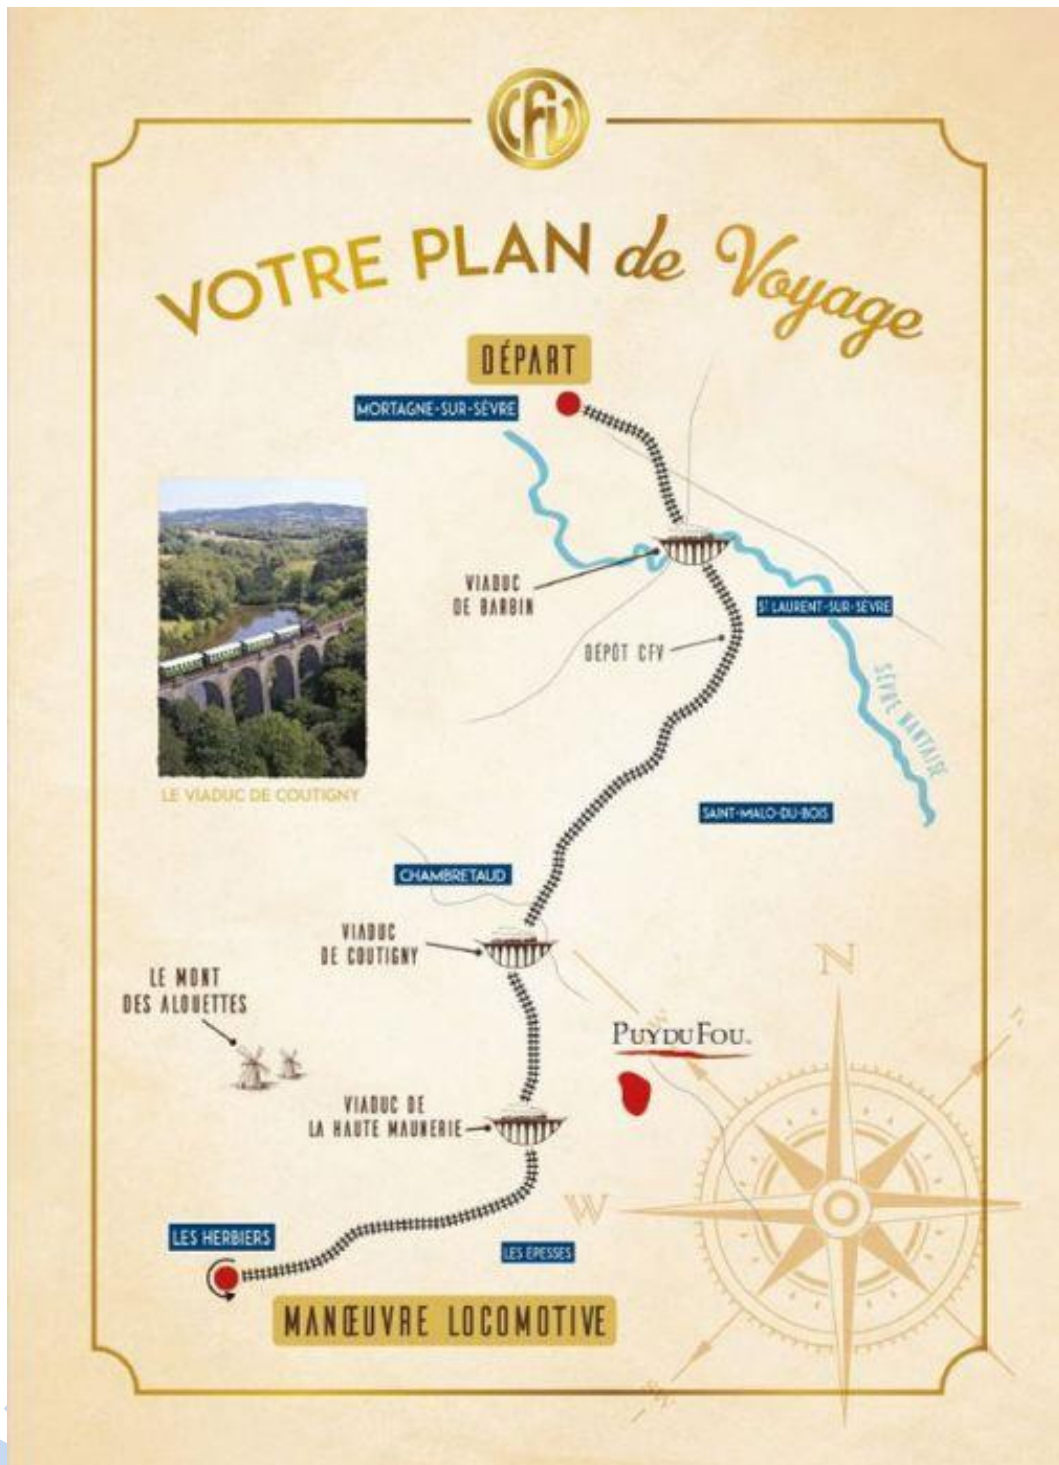 CFV
VOTRE PLAN de Voyage
DÉPART
MORTAGNE-SUR-SÈVRE
VIADUC
DE BARBIN
ST LAURENT-SUR-SÈVRE
DÉPÔT CFV
SÈVRE NANTAISE
LE VIADUC DE COUTIGNY
SAINT-MALO-DU-BOIS
CHAMBRETAUD
VIADUC
DE COUTIGNY
LE MONT
DES ALOUETTES
N
PUY DU FOU
VIADUC DE
LA HAUTE MAUNERIE
W
LES HERBIERS
LES EPESSES
MANŒUVRE LOCOMOTIVE